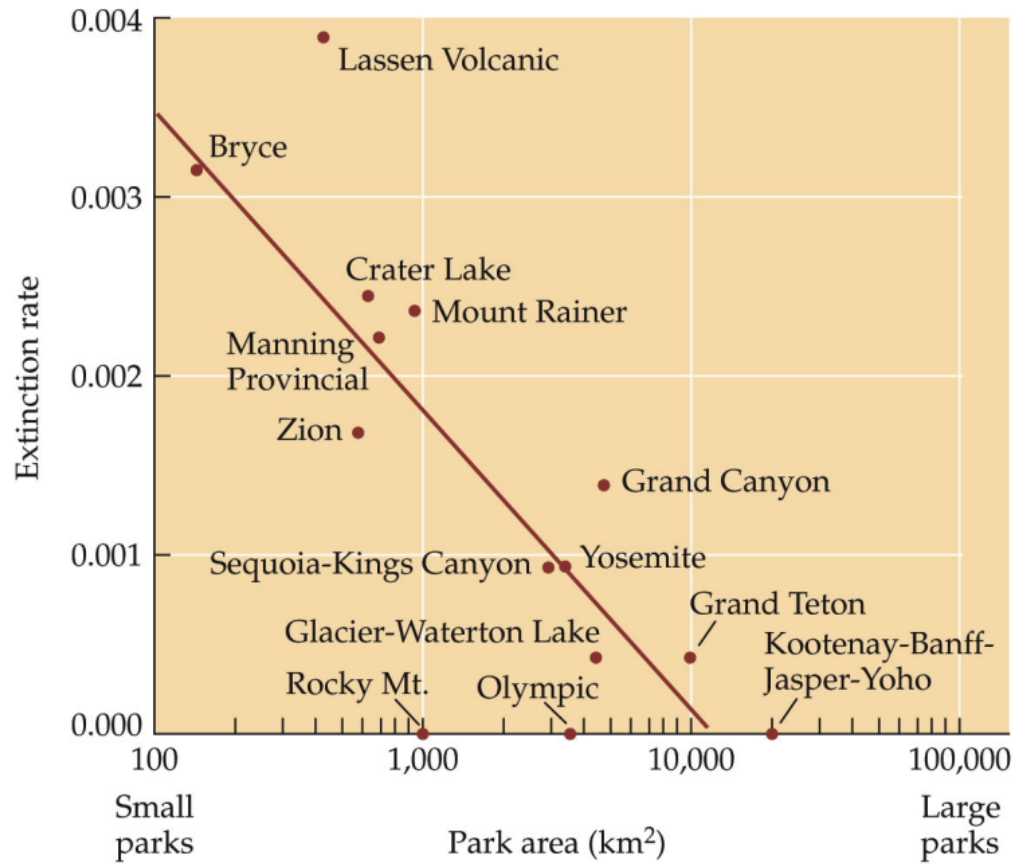 0.004
Lassen Volcanic
Bryce
0.003
Crater Lake
Mount Rainer
Manning
Provincial
0.002
Zion
Extinction rate
Grand Canyon
0.001
Sequoia-Kings Canyon
Yosemite
Grand Teton
Glacier-Waterton Lake
Kootenay-Banff-
Jasper-Yoho
Rocky Mt.
Olympic
0.000
100
1,000
10,000
100,000
Small
parks
Park area (km²)
Large
parks